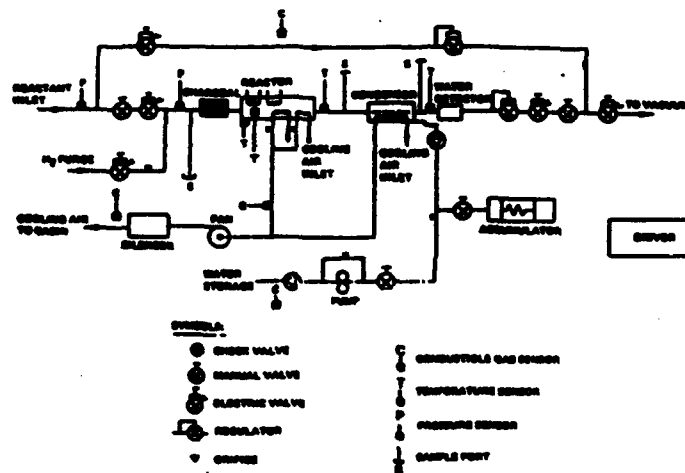 C
P
REACTANT
INLET
P
CHARCOAL
REACTOR
T
S
CONDENSER
S
T
WATER
DETECTOR
TO VACUUM
T
T
COOLING
AIR
INLET
COOLING
AIR
INLET
N₂ PURGE
S
C
COOLING AIR
TO CABIN
SILENCER
FAN
C
ACCUMULATOR
WATER
STORAGE
C
PUMP
SYMBOLS:
CHECK VALVE
MANUAL VALVE
ELECTRIC VALVE
REGULATOR
ORIFICE
C
COMBUSTIBLE GAS SENSOR
T
TEMPERATURE SENSOR
P
PRESSURE SENSOR
SAMPLE PORT